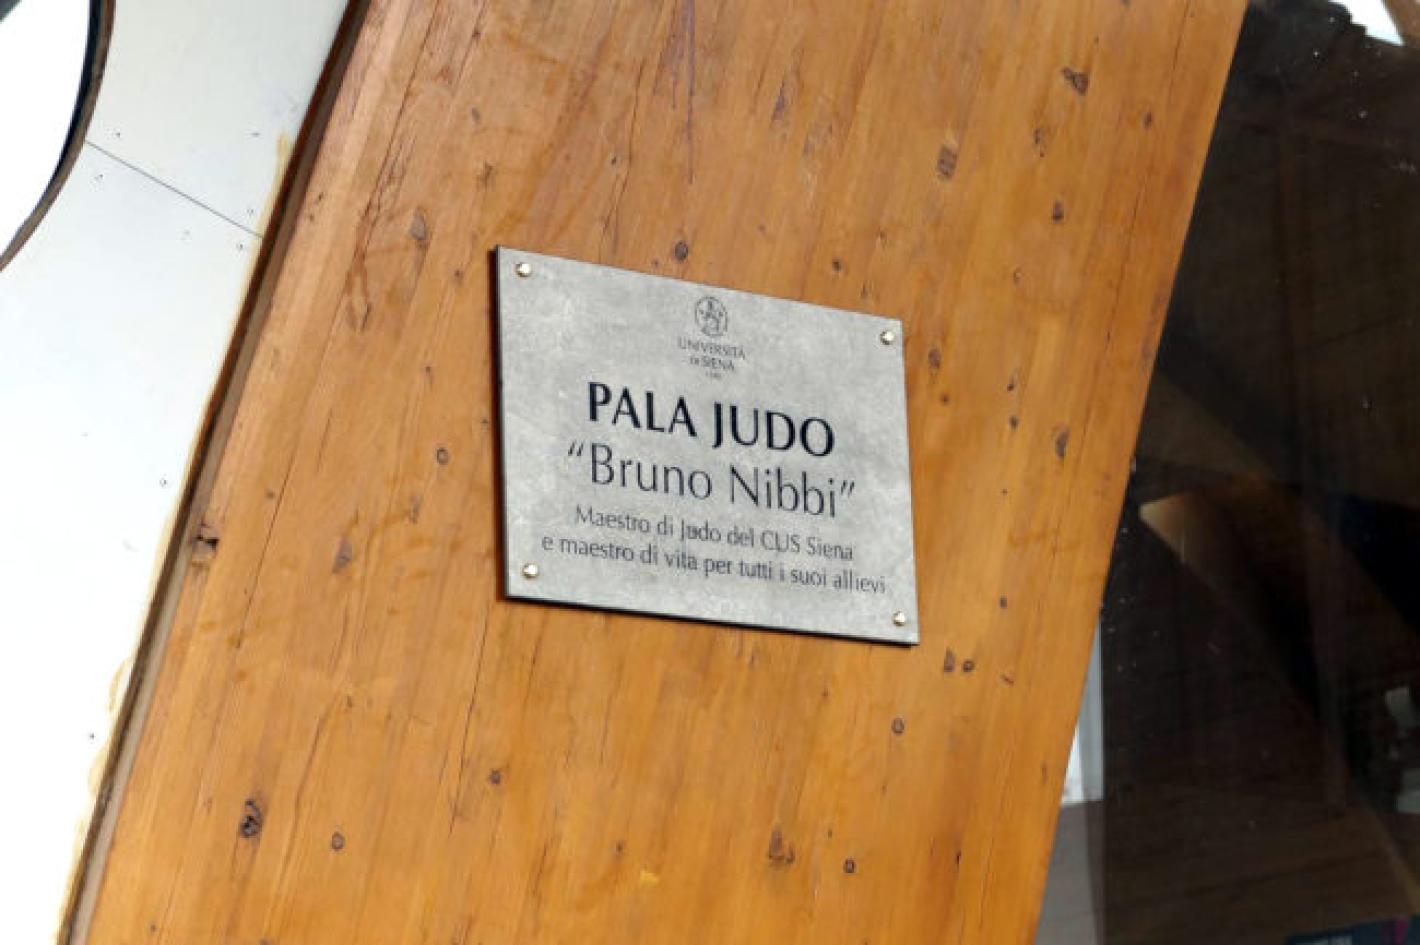 UNIVERSITÀ
DI SIENA
PALA JUDO
“Bruno Nibbi”
Maestro di Judo del CUS Siena
e maestro di vita per tutti i suoi allievi